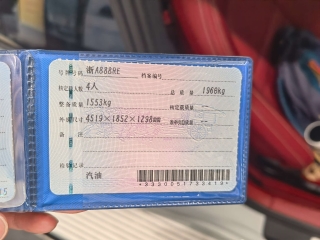 号牌号码 浙A8888E 档案编号
核定载人数 4人 总质量 1968kg
整备质量 1553kg 核定载质量
外廓尺寸 4519×1852×1298mm 准牵引总质量
备注
检验记录
汽油